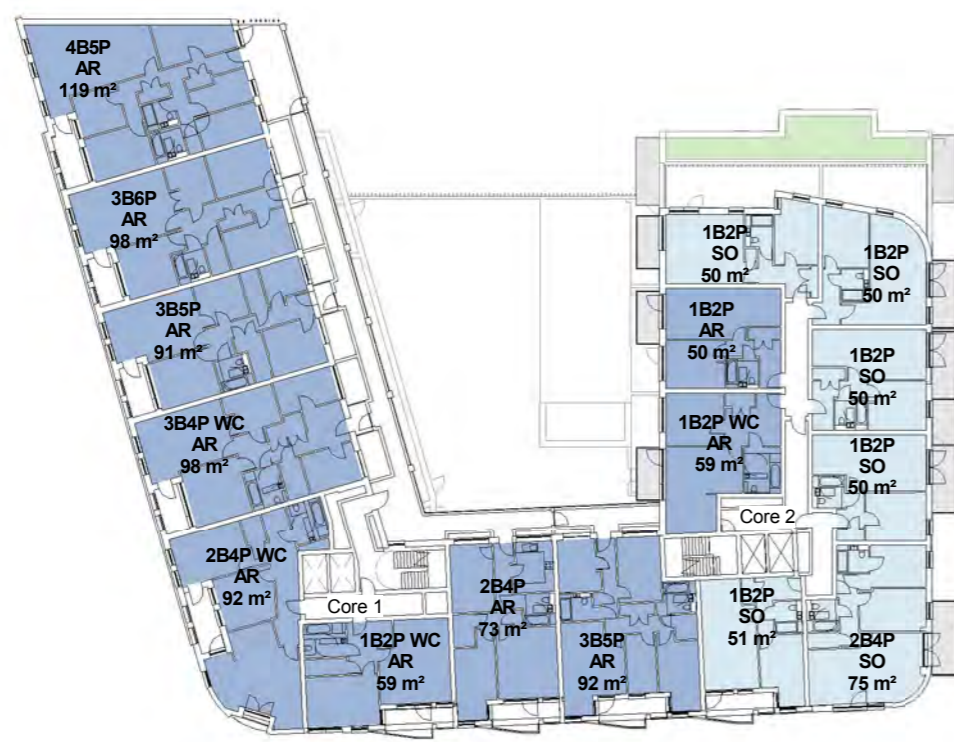 4B5P
AR
119 m²
3B6P
AR
98 m²
3B5P
AR
91 m²
3B4P WC
AR
98 m²
2B4P WC
AR
92 m²
Core 1
1B2P WC
AR
59 m²
2B4P
AR
73 m²
3B5P
AR
92 m²
1B2P
SO
50 m²
1B2P
SO
50 m²
1B2P
AR
50 m²
1B2P
SO
50 m²
1B2P WC
AR
59 m²
1B2P
SO
50 m²
Core 2
1B2P
SO
51 m²
2B4P
SO
75 m²